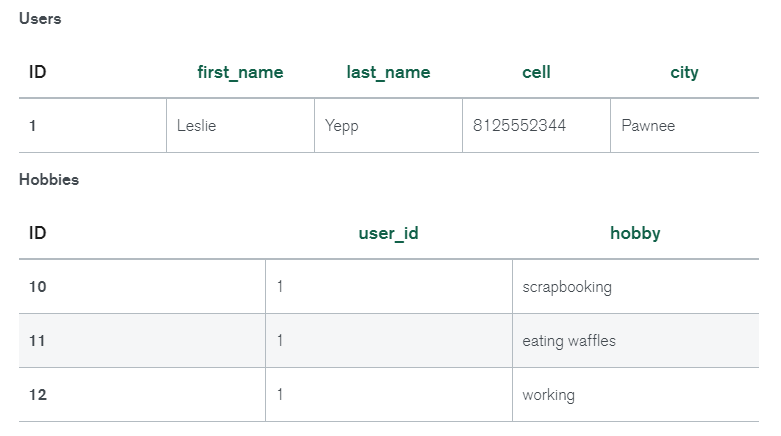 Users
ID first_name last_name cell city
1 Leslie Yepp 8125552344 Pawnee
Hobbies
ID user_id hobby
10 1 scrapbooking
11 1 eating waffles
12 1 working